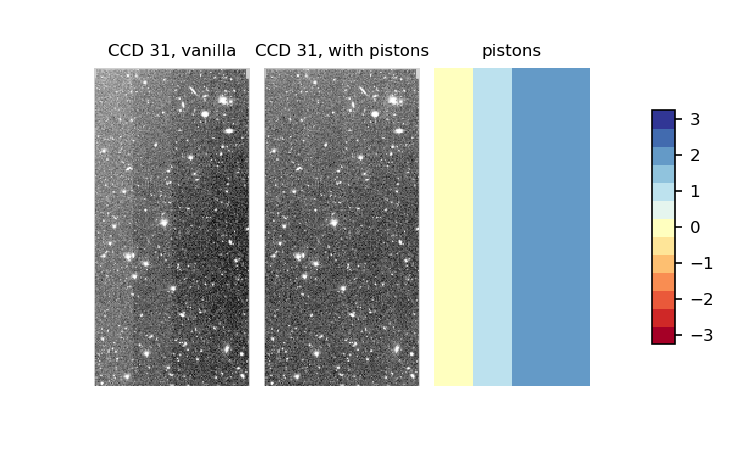 CCD 31, vanilla
CCD 31, with pistons
pistons
3
2
1
0
−1
−2
−3